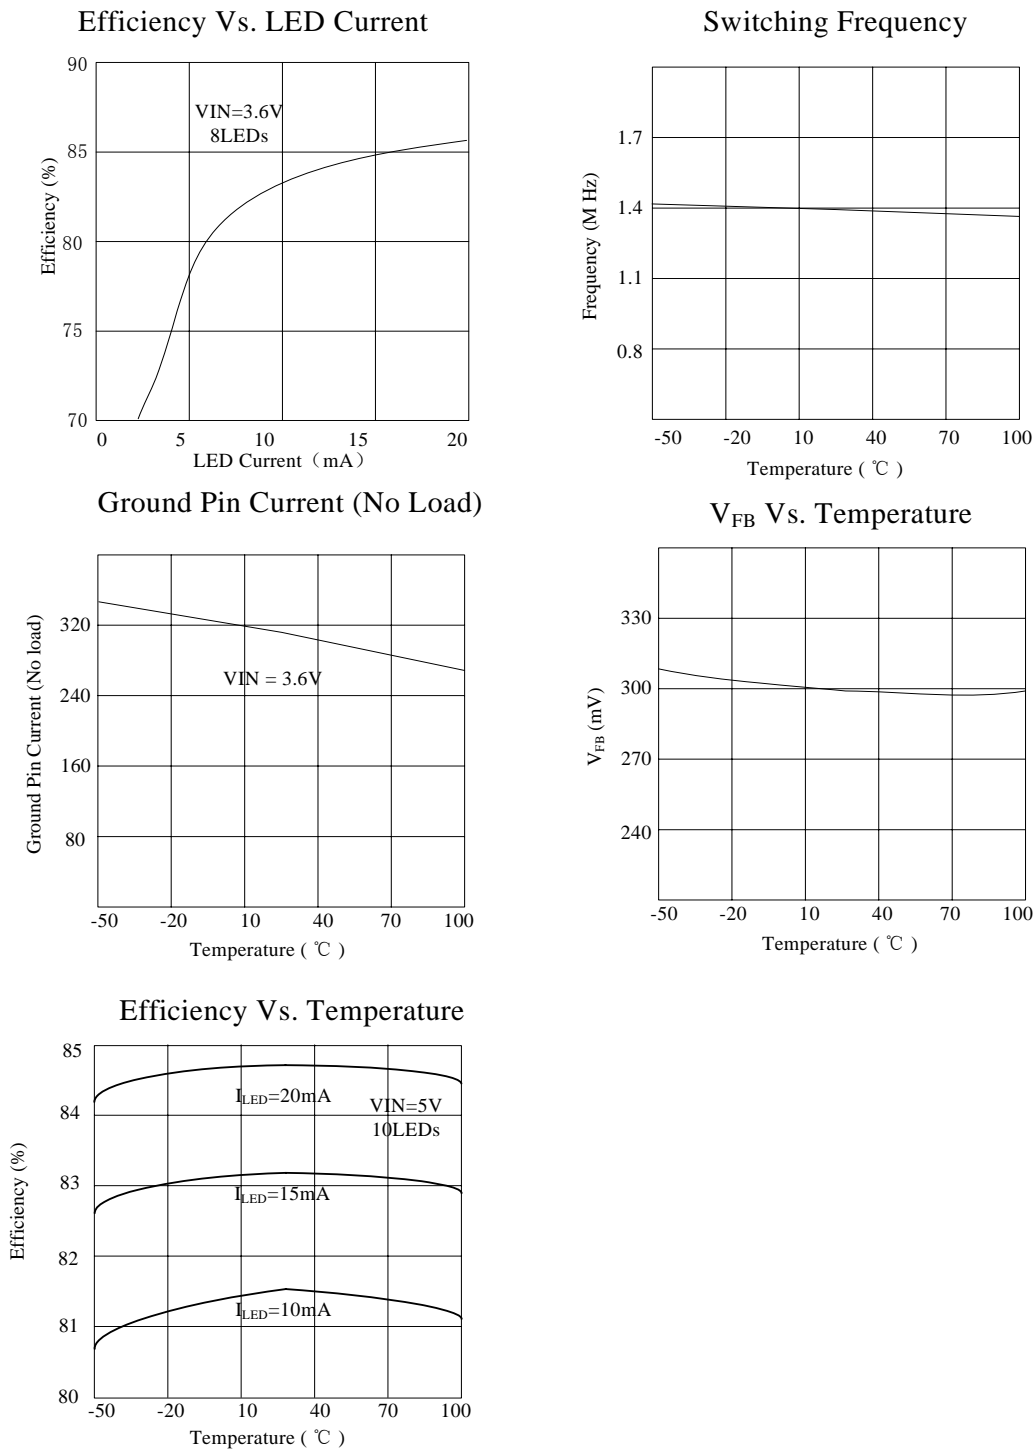 Efficiency Vs. LED Current
90
85
80
75
70
Efficiency (%)
VIN=3.6V
8LEDs
0 5 10 15 20
LED Current（mA）
Switching Frequency
1.7
1.4
1.1
0.8
Frequency (M Hz)
-50 -20 10 40 70 100
Temperature ( ℃ )
Ground Pin Current (No Load)
320
240
160
80
Ground Pin Current (No load)
VIN = 3.6V
-50 -20 10 40 70 100
Temperature ( ℃ )
VFB Vs. Temperature
330
300
270
240
VFB (mV)
-50 -20 10 40 70 100
Temperature ( ℃ )
Efficiency Vs. Temperature
85
84
83
82
81
80
Efficiency (%)
ILED=20mA
VIN=5V
10LEDs
ILED=15mA
ILED=10mA
-50 -20 10 40 70 100
Temperature ( ℃ )